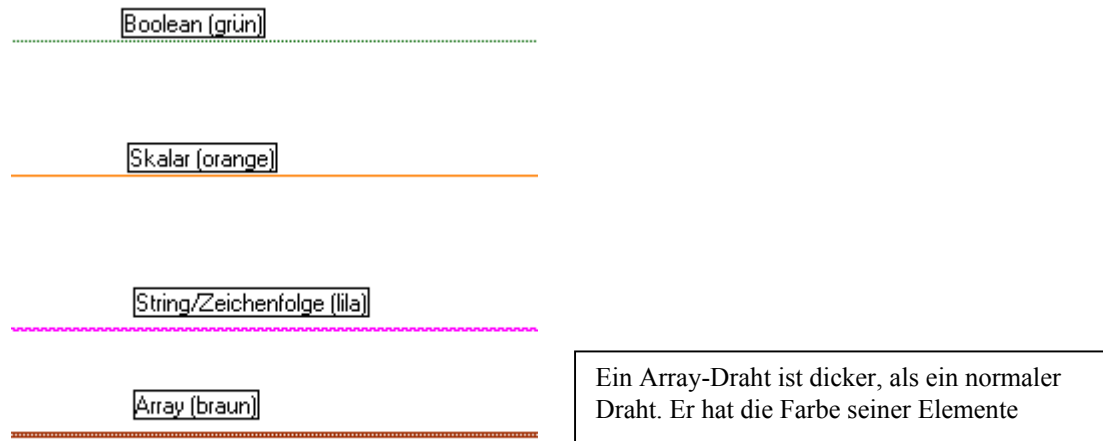 Boolean (grün)
Skalar (orange)
String/Zeichenfolge (lila)
Array (braun)
Ein Array-Draht ist dicker, als ein normaler
Draht. Er hat die Farbe seiner Elemente